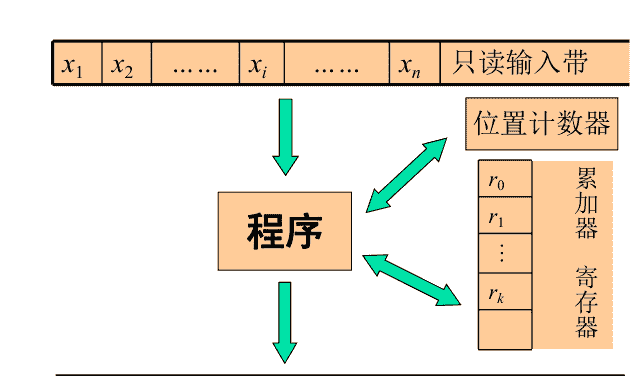 x1 x2 …… xi …… xn 只读输入带
位置计数器
程序
r0
r1
⋮
rk
累加器
寄存器